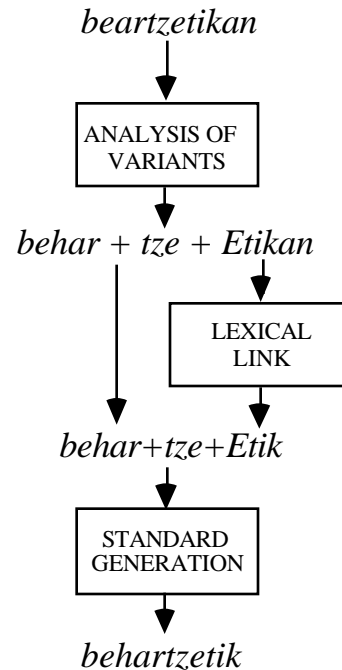 beartzetikan
ANALYSIS OF
VARIANTS
behar + tze + Etikan
LEXICAL
LINK
behar+tze+Etik
STANDARD
GENERATION
behartzetik